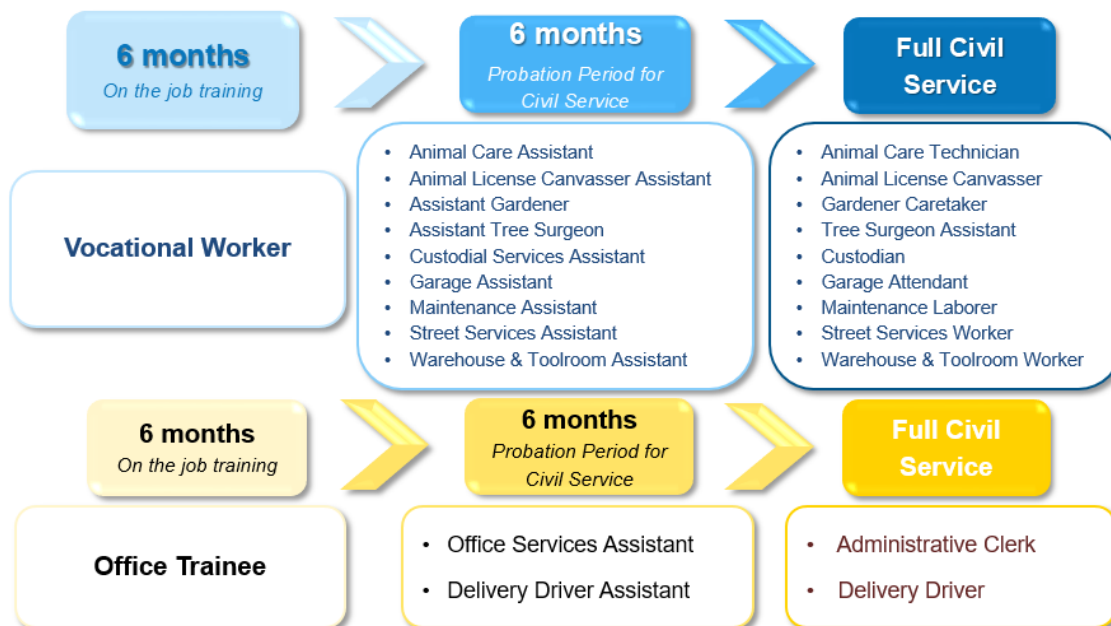 6 months
On the job training
6 months
Probation Period for
Civil Service
Full Civil
Service
Vocational Worker
• Animal Care Assistant
• Animal License Canvasser Assistant
• Assistant Gardener
• Assistant Tree Surgeon
• Custodial Services Assistant
• Garage Assistant
• Maintenance Assistant
• Street Services Assistant
• Warehouse & Toolroom Assistant
• Animal Care Technician
• Animal License Canvasser
• Gardener Caretaker
• Tree Surgeon Assistant
• Custodian
• Garage Attendant
• Maintenance Laborer
• Street Services Worker
• Warehouse & Toolroom Worker
6 months
On the job training
6 months
Probation Period for
Civil Service
Full Civil
Service
Office Trainee
• Office Services Assistant
• Delivery Driver Assistant
• Administrative Clerk
• Delivery Driver